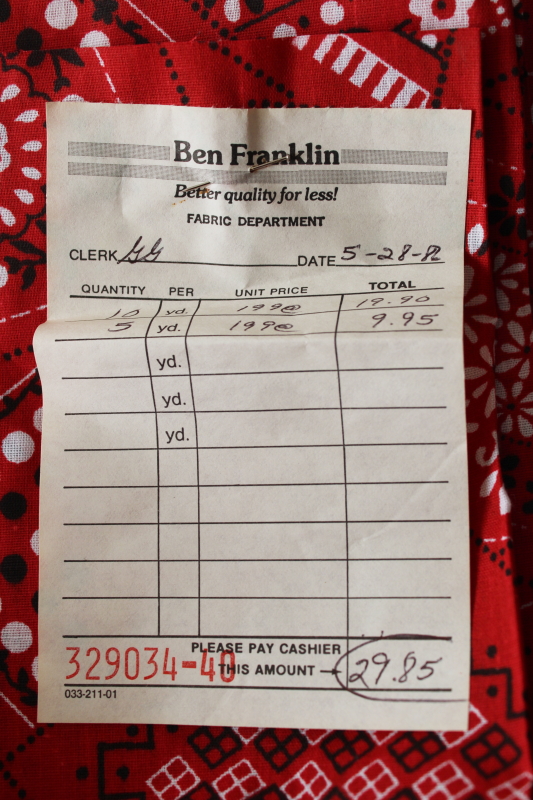 Ben Franklin
Better quality for less!
FABRIC DEPARTMENT
CLERK GG DATE 5-28-82
QUANTITY PER UNIT PRICE TOTAL
10 yd. 199@ 19.90
5 yd. 199@ 9.95
yd.
yd.
yd.
PLEASE PAY CASHIER
329034-40 THIS AMOUNT 29.85
033-211-01